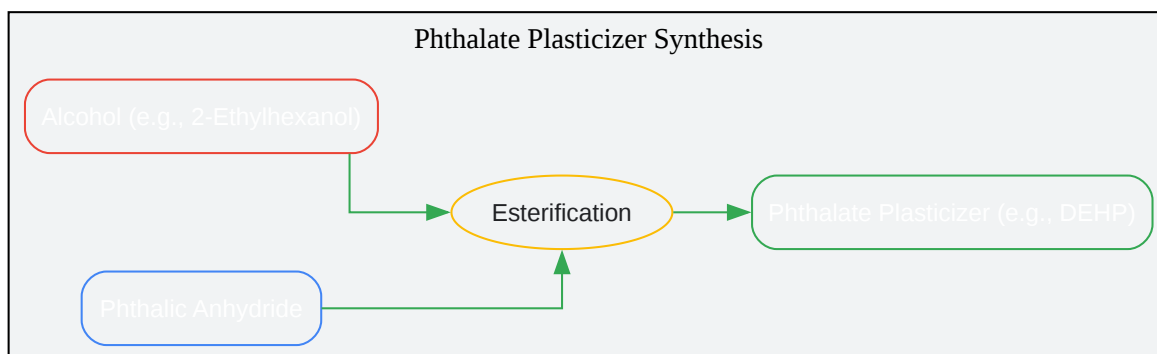 Phthalate Plasticizer Synthesis
Alcohol (e.g., 2-Ethylhexanol)
Esterification
Phthalate Plasticizer (e.g., DEHP)
Phthalic Anhydride